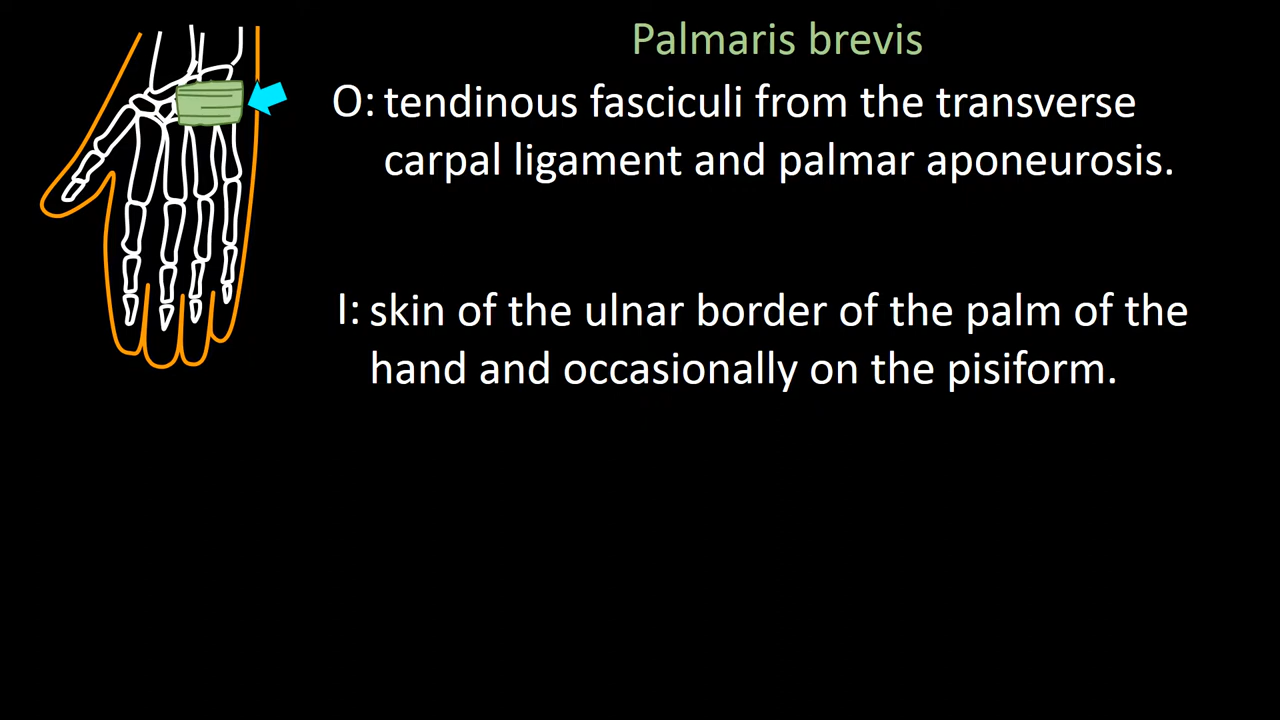 Palmaris brevis
O: tendinous fasciculi from the transverse
carpal ligament and palmar aponeurosis.
I: skin of the ulnar border of the palm of the
hand and occasionally on the pisiform.